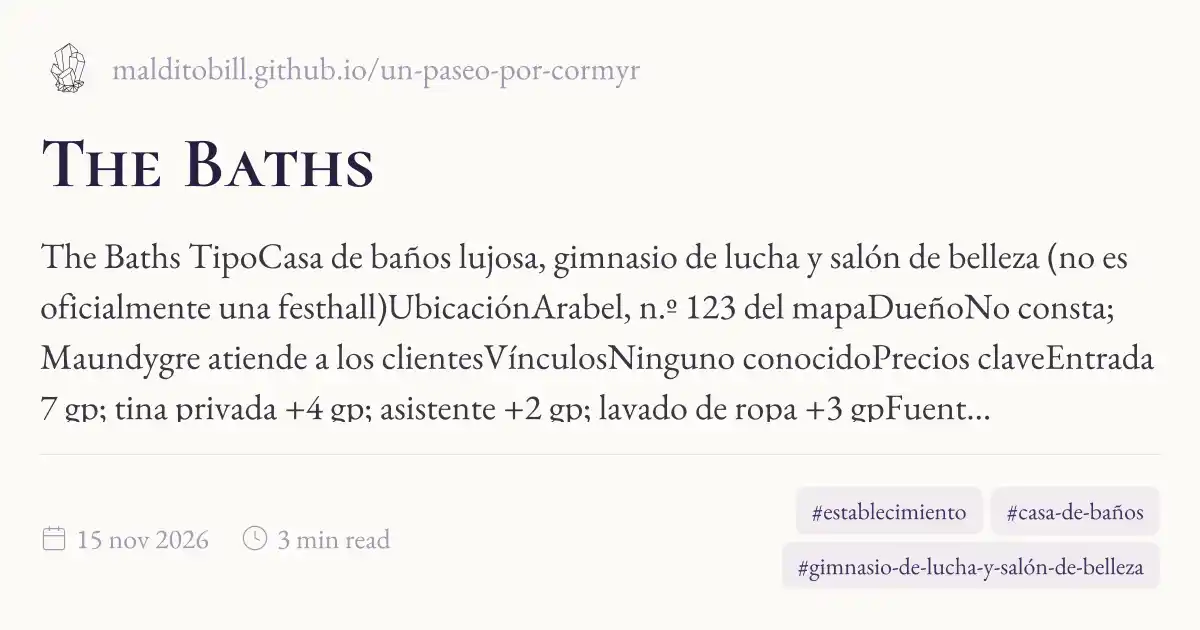 malditobill.github.io/un-paseo-por-cormyr
The Baths
The Baths TipoCasa de baños lujosa, gimnasio de lucha y salón de belleza (no es
oficialmente una festhall)UbicaciónArabel, n.º 123 del mapaDueñoNo consta;
Maundygre atiende a los clientesVínculosNinguno conocidoPrecios claveEntrada
7 gp; tina privada +4 gp; asistente +2 gp; lavado de ropa +3 gpFuent...
15 nov 2026 3 min read
#establecimiento #casa-de-baños
#gimnasio-de-lucha-y-salón-de-belleza